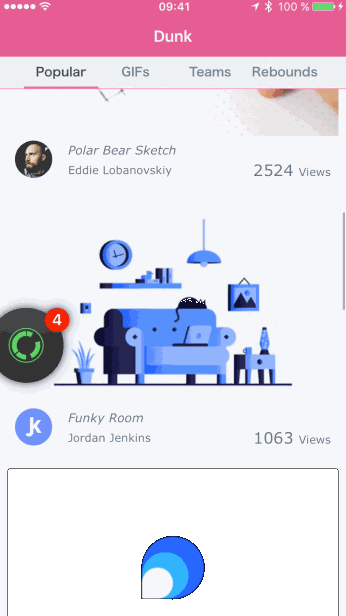 09:41
100 %
Dunk
Popular GIFs Teams Rebounds
Polar Bear Sketch
Eddie Lobanovskiy
2524 Views
4
Jk
Funky Room
Jordan Jenkins
1063 Views